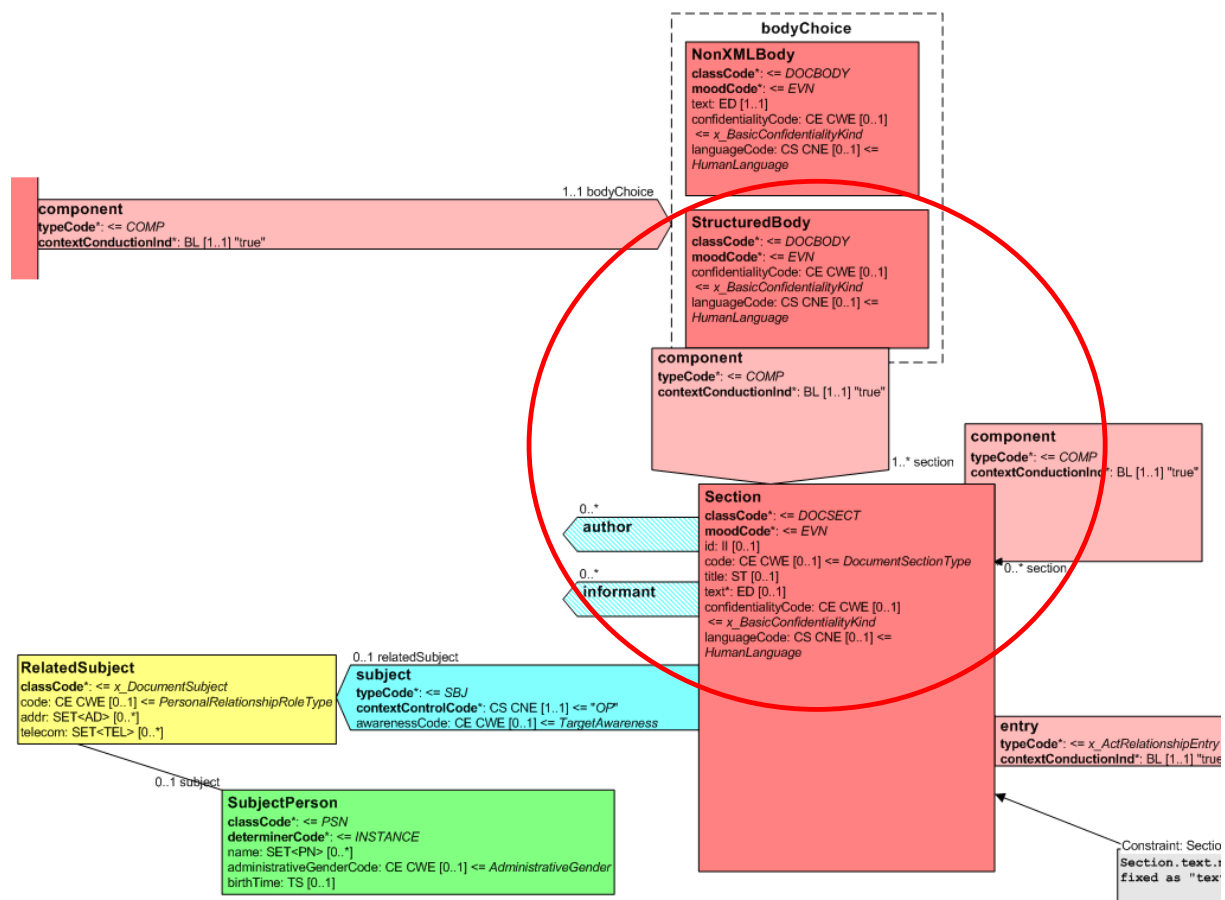 bodyChoice
NonXMLBody
classCode*: <= DOCBODY
moodCode*: <= EVN
text: ED [1..1]
confidentialityCode: CE CWE [0..1]
<= x_BasicConfidentialityKind
languageCode: CS CNE [0..1] <=
HumanLanguage
1..1 bodyChoice
component
typeCode*: <= COMP
contextConductionInd*: BL [1..1] "true"
StructuredBody
classCode*: <= DOCBODY
moodCode*: <= EVN
confidentialityCode: CE CWE [0..1]
<= x_BasicConfidentialityKind
languageCode: CS CNE [0..1] <=
HumanLanguage
component
typeCode*: <= COMP
contextConductionInd*: BL [1..1] "true"
1..* section
component
typeCode*: <= COMP
contextConductionInd*: BL [1..1] "true"
0..* section
Section
classCode*: <= DOCSECT
moodCode*: <= EVN
id: II [0..1]
code: CE CWE [0..1] <= DocumentSectionType
title: ST [0..1]
text*: ED [0..1]
confidentialityCode: CE CWE [0..1]
<= x_BasicConfidentialityKind
languageCode: CS CNE [0..1] <=
HumanLanguage
0..*
author
0..*
informant
0..1 relatedSubject
subject
typeCode*: <= SBJ
contextControlCode*: CS CNE [1..1] <= "OP"
awarenessCode: CE CWE [0..1] <= TargetAwareness
RelatedSubject
classCode*: <= x_DocumentSubject
code: CE CWE [0..1] <= PersonalRelationshipRoleType
addr: SET<AD> [0..*]
telecom: SET<TEL> [0..*]
0..1 subject
SubjectPerson
classCode*: <= PSN
determinerCode*: <= INSTANCE
name: SET<PN> [0..*]
administrativeGenderCode: CE CWE [0..1] <= AdministrativeGender
birthTime: TS [0..1]
entry
typeCode*: <= x_ActRelationshipEntry
contextConductionInd*: BL [1..1] "true
Constraint: Sectio
Section.text.m
fixed as "text